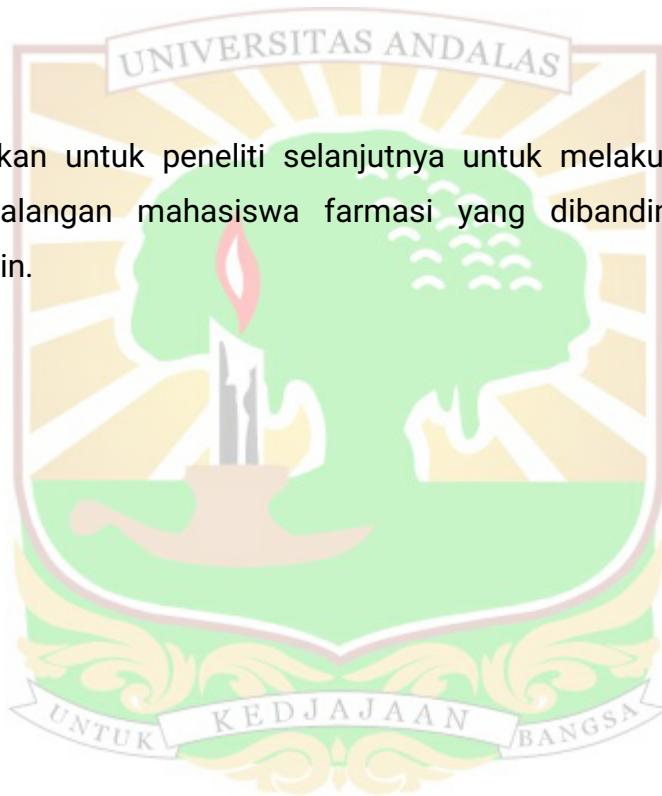 UNIVERSITAS ANDALAS
kan untuk peneliti selanjutnya untuk melaku
alangan mahasiswa farmasi yang dibandin
in.
UNTUK KEDJAJAAN BANGSA